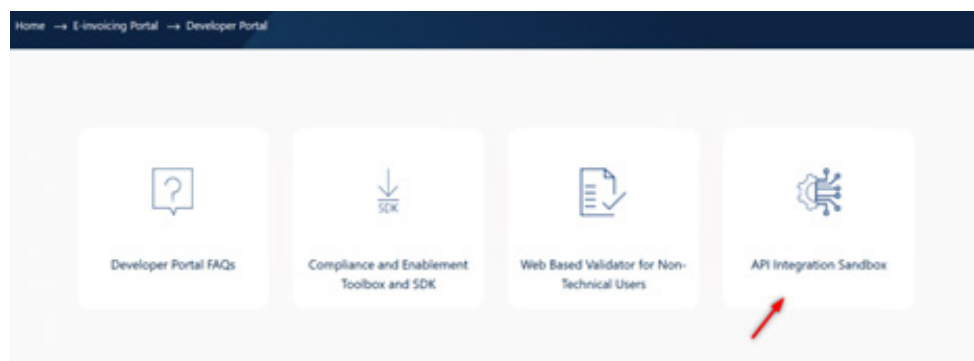 Home → E-invoicing Portal → Developer Portal
SDK
Developer Portal FAQs
Compliance and Enablement
Toolbox and SDK
Web Based Validator for Non-
Technical Users
API Integration Sandbox